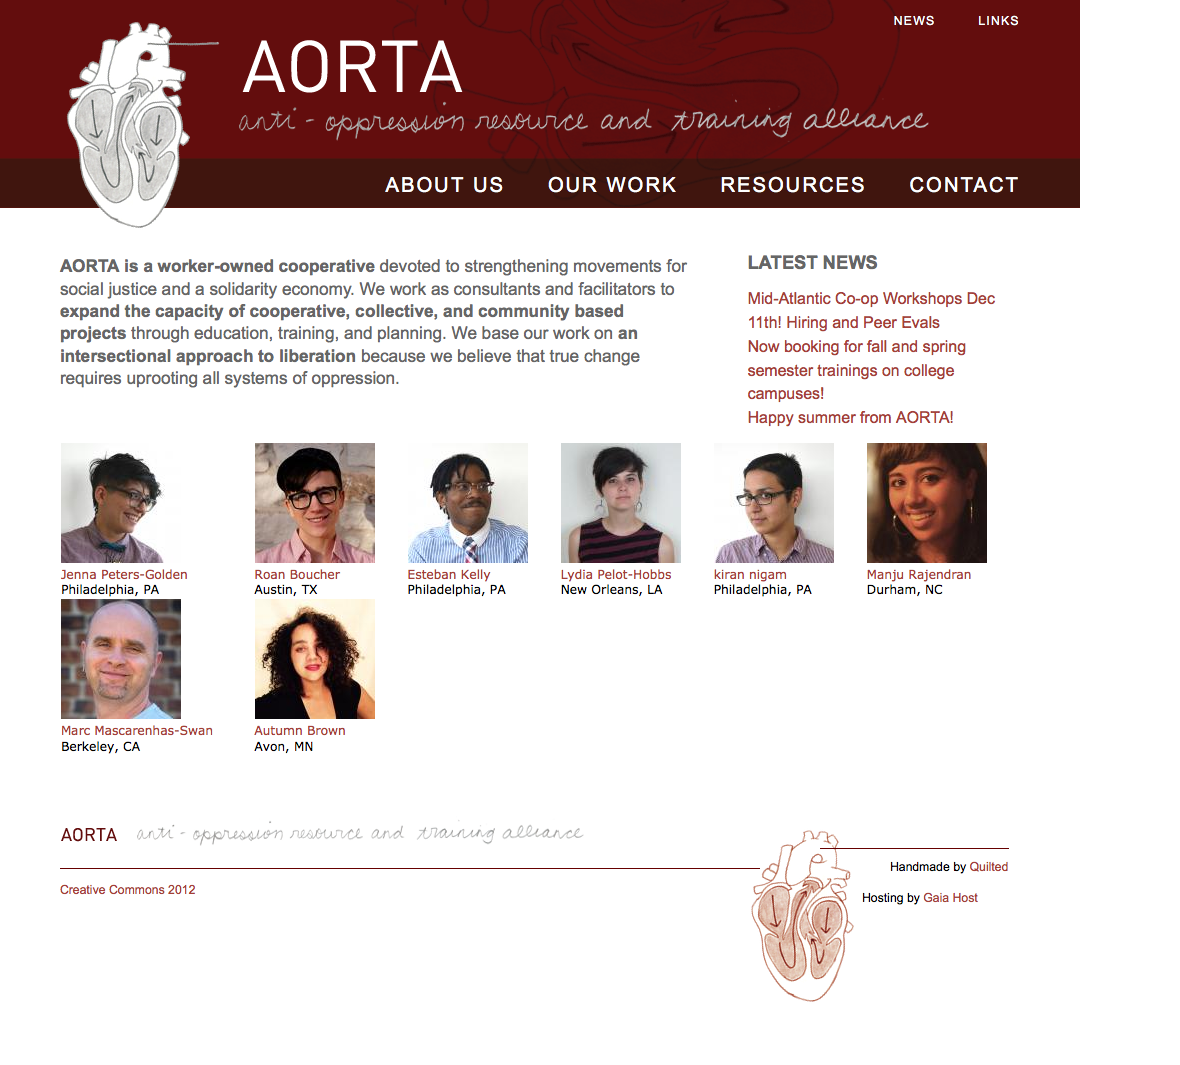 NEWS LINKS
AORTA
anti-oppression resource and training alliance
ABOUT US OUR WORK RESOURCES CONTACT
AORTA is a worker-owned cooperative devoted to strengthening movements for
social justice and a solidarity economy. We work as consultants and facilitators to
expand the capacity of cooperative, collective, and community based
projects through education, training, and planning. We base our work on an
intersectional approach to liberation because we believe that true change
requires uprooting all systems of oppression.
LATEST NEWS
Mid-Atlantic Co-op Workshops Dec
11th! Hiring and Peer Evals
Now booking for fall and spring
semester trainings on college
campuses!
Happy summer from AORTA!
Jenna Peters-Golden
Philadelphia, PA
Roan Boucher
Austin, TX
Esteban Kelly
Philadelphia, PA
Lydia Pelot-Hobbs
New Orleans, LA
kiran nigam
Philadelphia, PA
Manju Rajendran
Durham, NC
Marc Mascarenhas-Swan
Berkeley, CA
Autumn Brown
Avon, MN
AORTA anti-oppression resource and training alliance
Creative Commons 2012
Handmade by Quilted
Hosting by Gaia Host